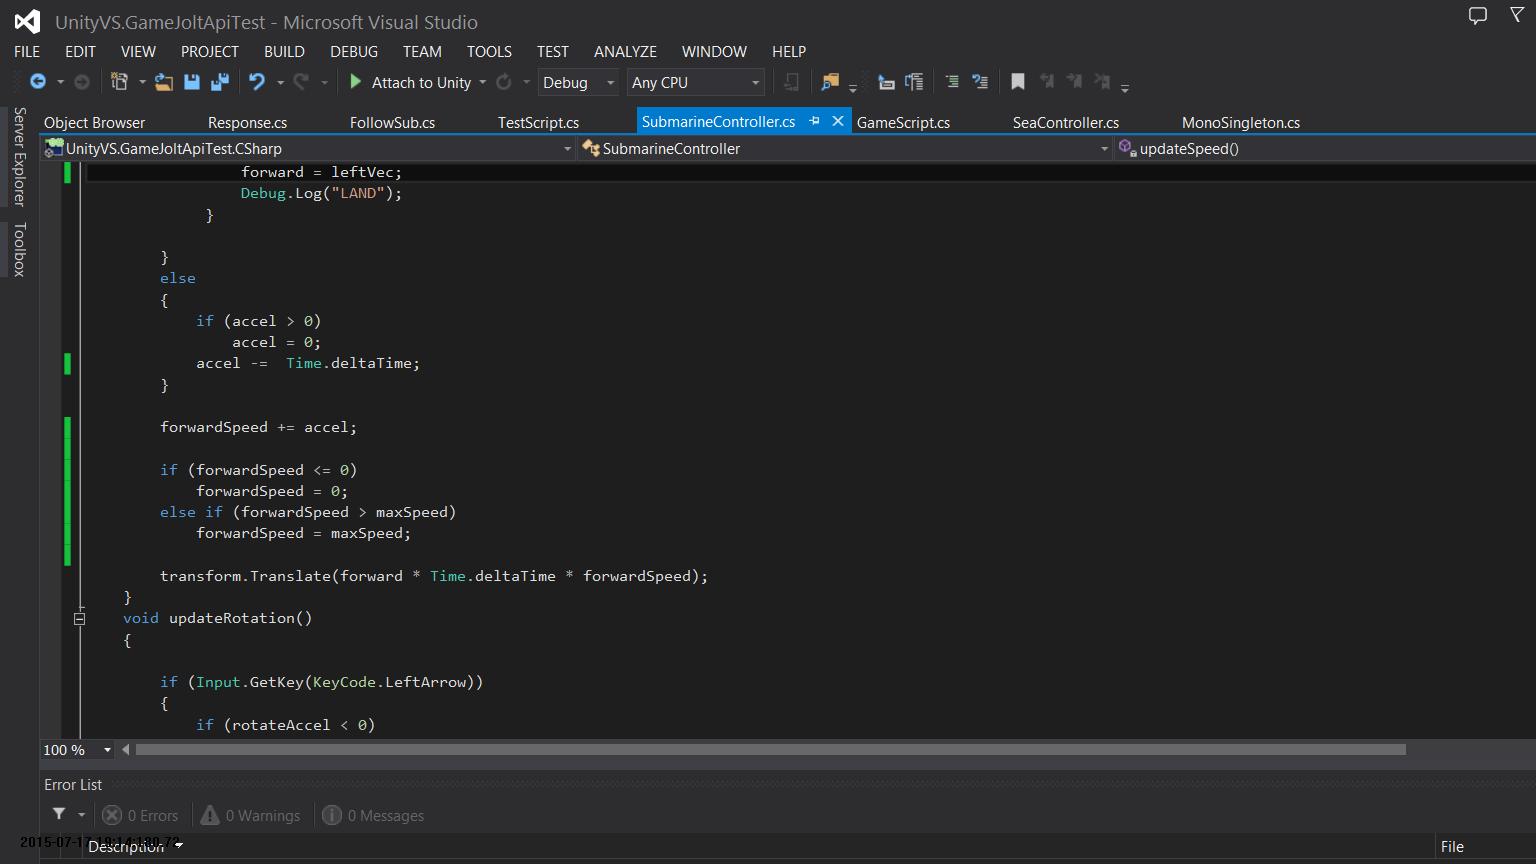 UnityVS.GameJoltApiTest - Microsoft Visual Studio
FILE EDIT VIEW PROJECT BUILD DEBUG TEAM TOOLS TEST ANALYZE WINDOW HELP
Attach to Unity Debug Any CPU
Server Explorer
Toolbox
Object Browser Response.cs FollowSub.cs TestScript.cs SubmarineController.cs GameScript.cs SeaController.cs MonoSingleton.cs
UnityVS.GameJoltApiTest.CSharp SubmarineController updateSpeed()
forward = leftVec;
Debug.Log("LAND");
}
}
else
{
if (accel > 0)
accel = 0;
accel -= Time.deltaTime;
}
forwardSpeed += accel;
if (forwardSpeed <= 0)
forwardSpeed = 0;
else if (forwardSpeed > maxSpeed)
forwardSpeed = maxSpeed;
transform.Translate(forward * Time.deltaTime * forwardSpeed);
}
void updateRotation()
{
if (Input.GetKey(KeyCode.LeftArrow))
{
if (rotateAccel < 0)
100 %
Error List
0 Errors 0 Warnings 0 Messages
Description File